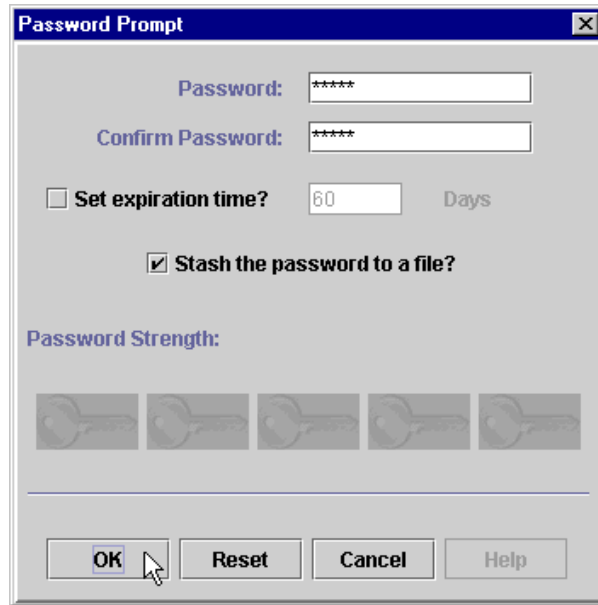 Password Prompt
Password: *****
Confirm Password: *****
Set expiration time? 60 Days
Stash the password to a file?
Password Strength:
OK Reset Cancel Help